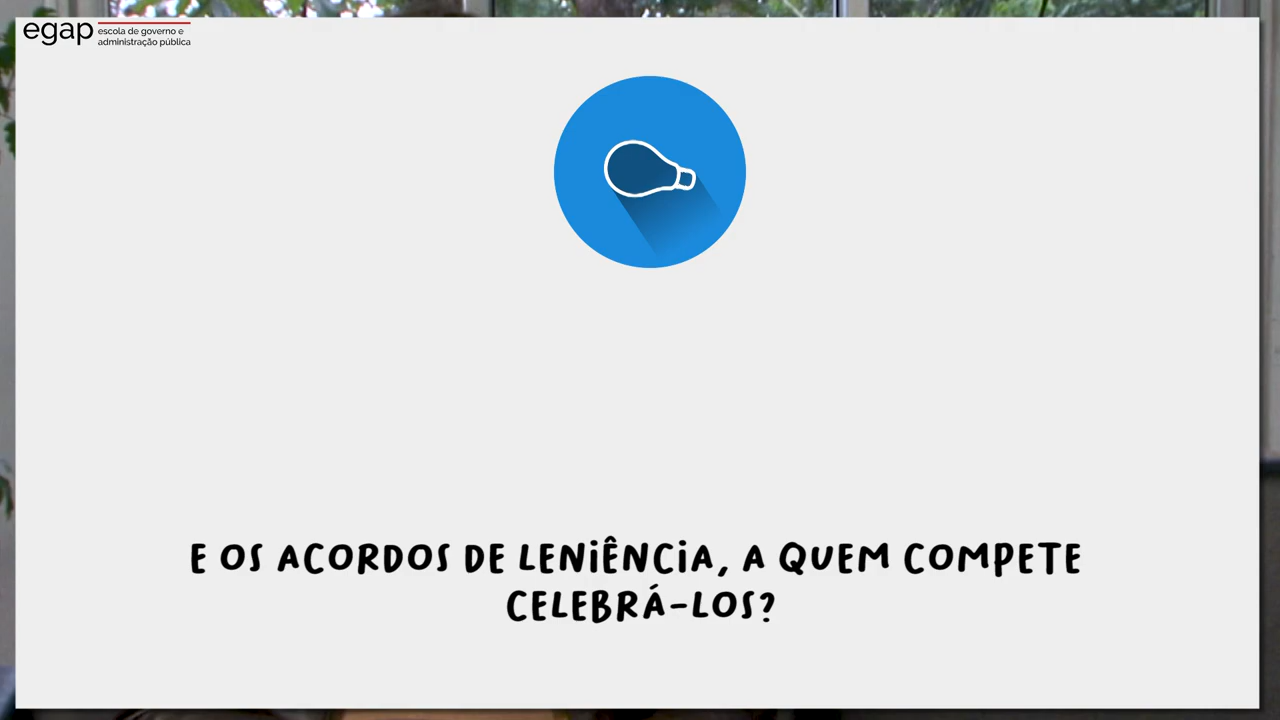 egap escola de governo e
administração pública
E OS ACORDOS DE LENIÊNCIA, A QUEM COMPETE
CELEBRÁ-LOS?